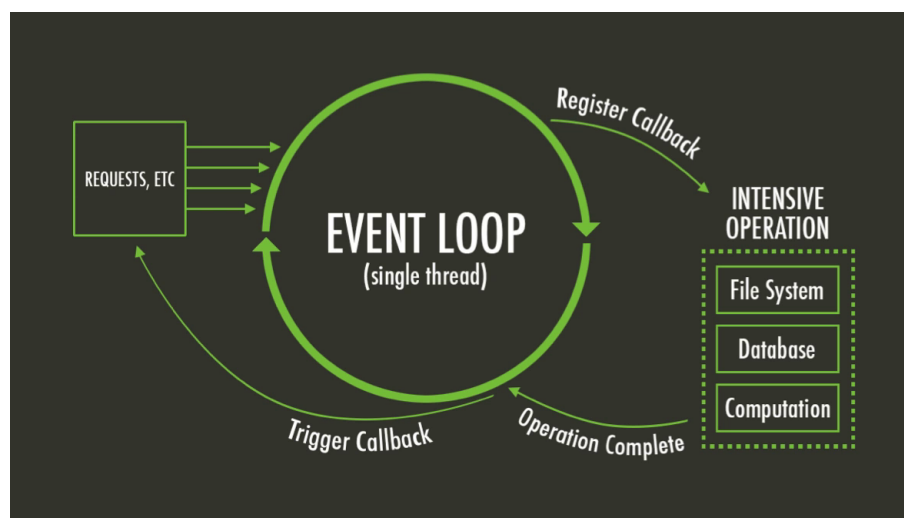 REQUESTS, ETC
EVENT LOOP
(single thread)
Register Callback
INTENSIVE
OPERATION
File System
Database
Computation
Operation Complete
Trigger Callback